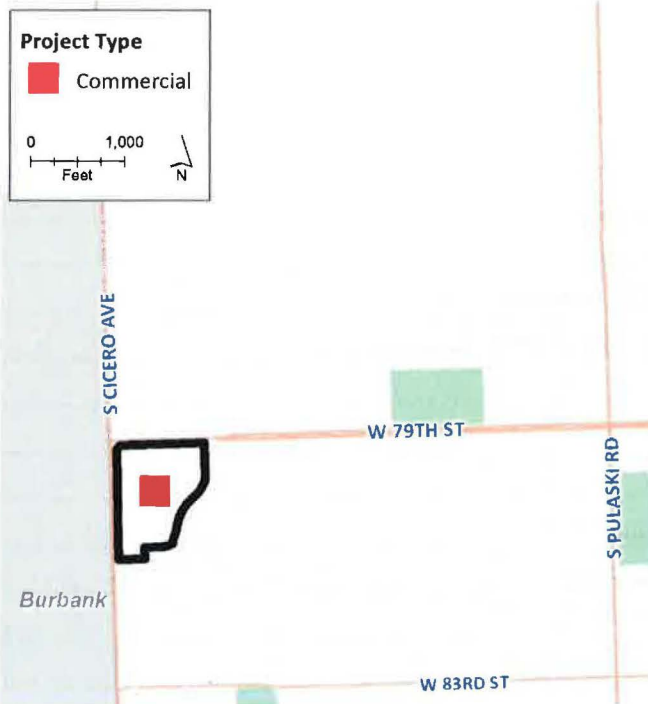 Project Type
Commercial
0 1,000
Feet
N
S CICERO AVE
W 79TH ST
S PULASKI RD
Burbank
W 83RD ST